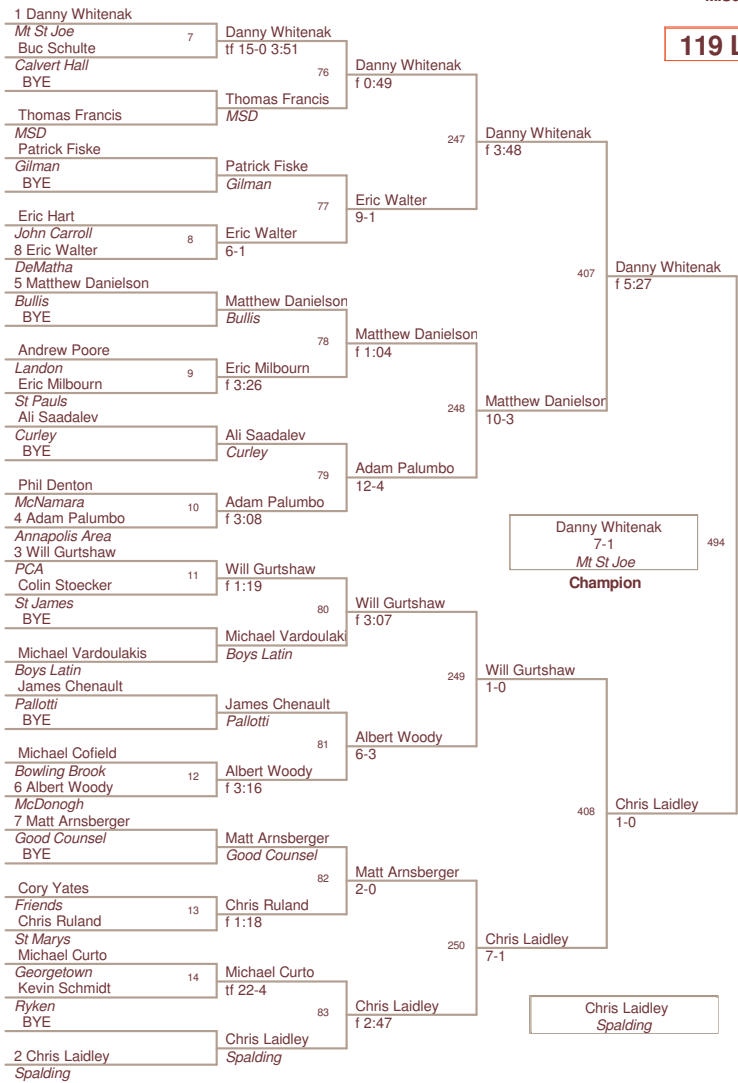 119
1 Danny Whitenak
Mt St Joe
7
Buc Schulte
Calvert Hall
BYE
Thomas Francis
MSD
Patrick Fiske
Gilman
BYE
Eric Hart
John Carroll
8
8 Eric Walter
DeMatha
5 Matthew Danielson
Bullis
BYE
Andrew Poore
Landon
9
Eric Milbourn
St Pauls
Ali Saadalev
Curley
BYE
Phil Denton
McNamara
10
4 Adam Palumbo
Annapolis Area
3 Will Gurtshaw
PCA
11
Colin Stoecker
St James
BYE
Michael Vardoulakis
Boys Latin
James Chenault
Pallotti
BYE
Michael Cofield
Bowling Brook
12
6 Albert Woody
McDonogh
7 Matt Arnsberger
Good Counsel
BYE
Cory Yates
Friends
13
Chris Ruland
St Marys
Michael Curto
Georgetown
14
Kevin Schmidt
Ryken
BYE
2 Chris Laidley
Spalding
Danny Whitenak
tf 15-0 3:51
76
Thomas Francis
MSD
Patrick Fiske
Gilman
77
Eric Walter
6-1
Matthew Danielson
Bullis
78
Eric Milbourn
f 3:26
Ali Saadalev
Curley
79
Adam Palumbo
f 3:08
Will Gurtshaw
f 1:19
80
Michael Vardoulaki
Boys Latin
James Chenault
Pallotti
81
Albert Woody
f 3:16
Matt Arnsberger
Good Counsel
82
Chris Ruland
f 1:18
Michael Curto
tf 22-4
83
Chris Laidley
Spalding
Danny Whitenak
f 0:49
247
Eric Walter
9-1
Matthew Danielson
f 1:04
248
Adam Palumbo
12-4
Will Gurtshaw
f 3:07
249
Albert Woody
6-3
Matt Arnsberger
2-0
250
Chris Laidley
f 2:47
Danny Whitenak
f 3:48
407
Matthew Danielson
10-3
Will Gurtshaw
1-0
408
Chris Laidley
7-1
Danny Whitenak
f 5:27
494
Chris Laidley
1-0
Danny Whitenak
7-1
Mt St Joe
Champion
Chris Laidley
Spalding